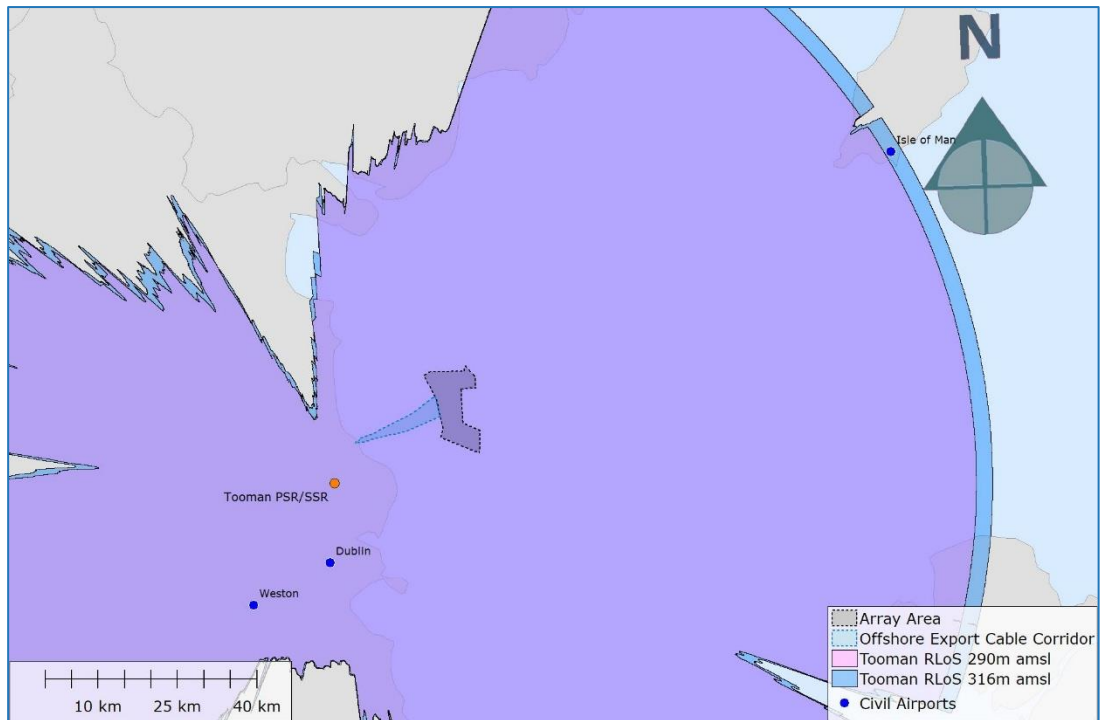 N
Isle of Man
Tooman PSR/SSR
Dublin
Weston
10 km 25 km 40 km
Array Area
Offshore Export Cable Corridor
Tooman RLoS 290m amsl
Tooman RLoS 316m amsl
Civil Airports